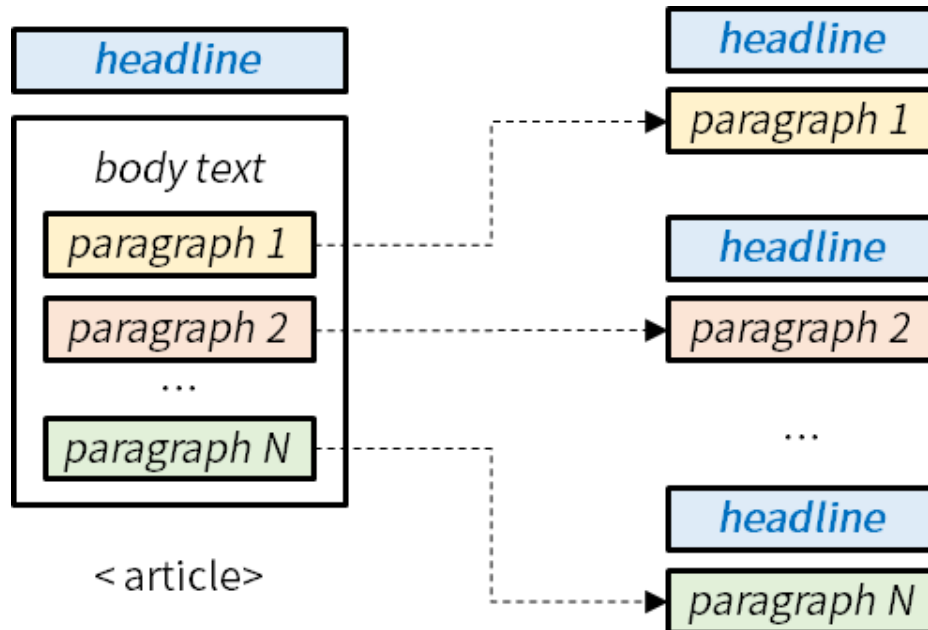 headline
body text
paragraph 1
paragraph 2
...
paragraph N
< article>
headline
paragraph 1
headline
paragraph 2
...
headline
paragraph N